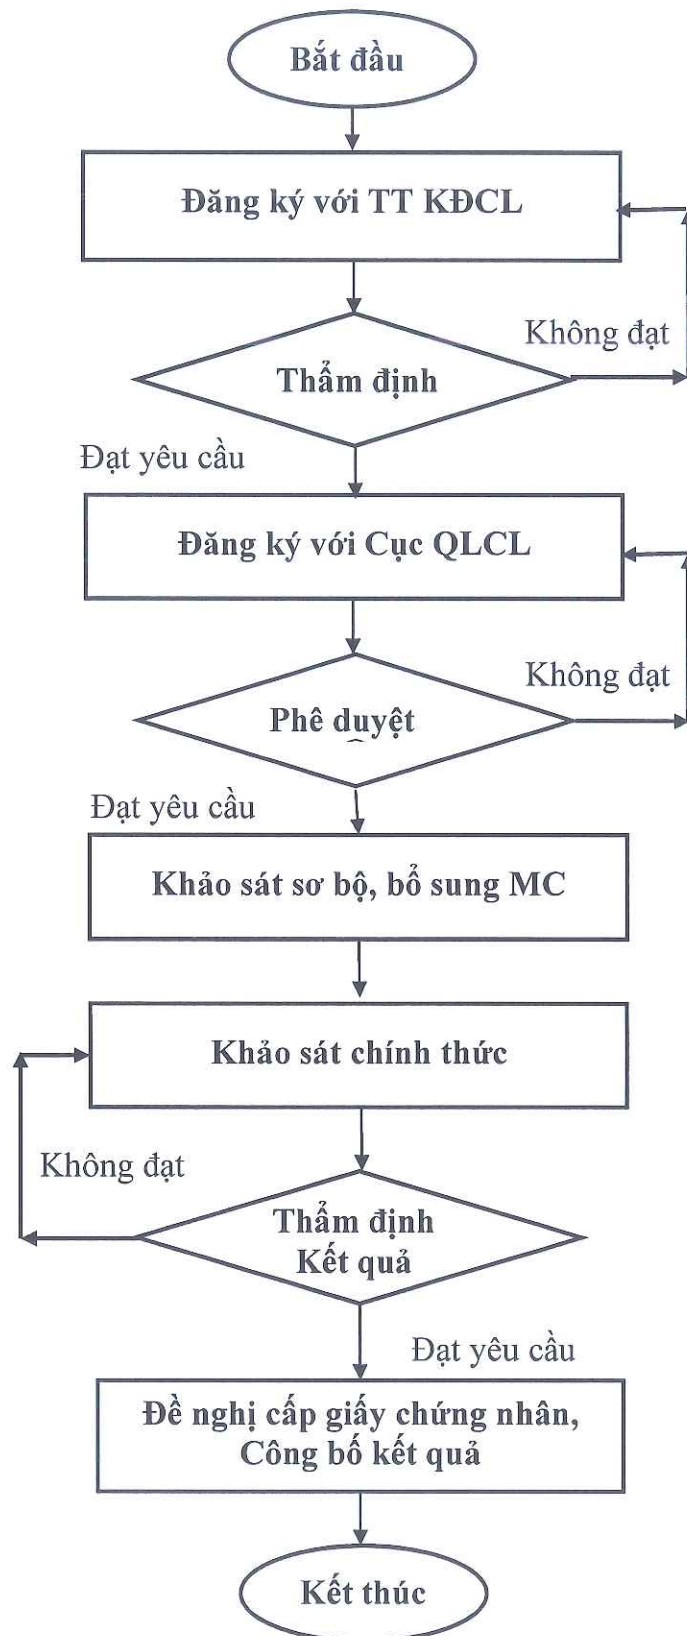 Bắt đầu
Đăng ký với TT KĐCL
Không đạt
Thẩm định
Đạt yêu cầu
Đăng ký với Cục QLCL
Không đạt
Phê duyệt
Đạt yêu cầu
Khảo sát sơ bộ, bổ sung MC
Khảo sát chính thức
Không đạt
Thẩm định
Kết quả
Đạt yêu cầu
Đề nghị cấp giấy chứng nhân,
Công bố kết quả
Kết thúc